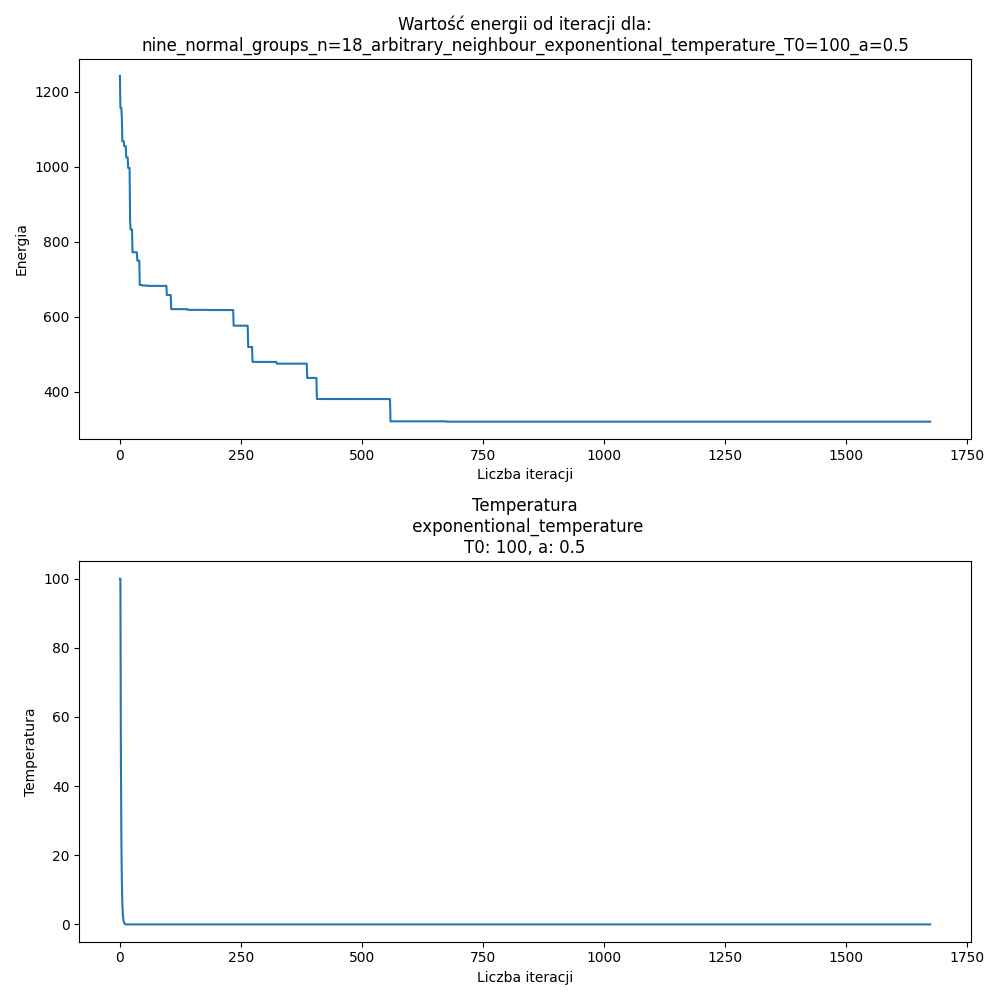 Wartość energii od iteracji dla:
nine_normal_groups_n=18_arbitrary_neighbour_exponentional_temperature_T0=100_a=0.5
1200
1000
800
600
400
Energia
0 250 500 750 1000 1250 1500 1750
Liczba iteracji
Temperatura
exponentional_temperature
T0: 100, a: 0.5
100
80
60
40
20
0
Temperatura
0 250 500 750 1000 1250 1500 1750
Liczba iteracji